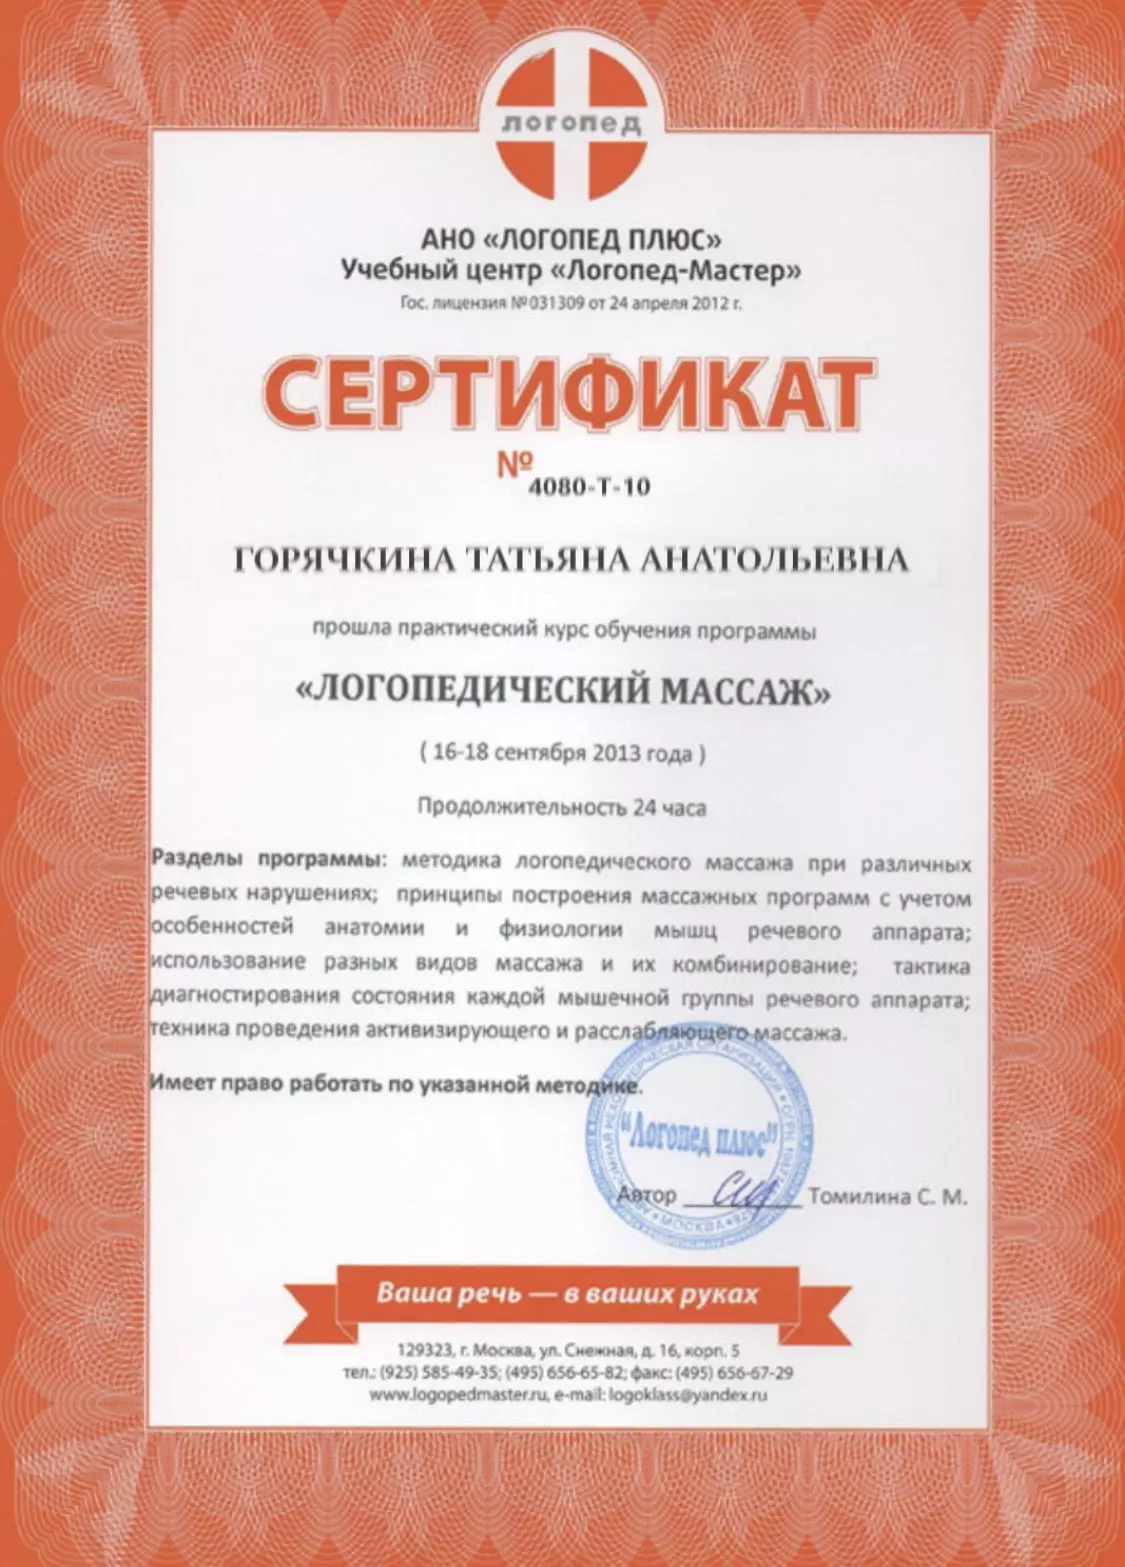 логопед
АНО «ЛОГОПЕД ПЛЮС»
Учебный центр «Логопед-Мастер»
Гос. лицензия №031309 от 24 апреля 2012 г.
СЕРТИФИКАТ
№ 4080-Т-10
ГОРЯЧКИНА ТАТЬЯНА АНАТОЛЬЕВНА
прошла практический курс обучения программы
«ЛОГОПЕДИЧЕСКИЙ МАССАЖ»
( 16-18 сентября 2013 года )
Продолжительность 24 часа
Разделы программы: методика логопедического массажа при различных
речевых нарушениях; принципы построения массажных программ с учетом
особенностей анатомии и физиологии мышц речевого аппарата;
использование разных видов массажа и их комбинирование; тактика
диагностирования состояния каждой мышечной группы речевого аппарата;
техника проведения активизирующего и расслабляющего массажа.
Имеет право работать по указанной методике.
"Логопед плюс"
НЕКОММЕРЧЕСКАЯ ОРГАНИЗАЦИЯ * ОГРН
* МОСКВА *
Автор Томилина С. М.
Ваша речь — в ваших руках
129323, г. Москва, ул. Снежная, д. 16, корп. 5
тел.: (925) 585-49-35; (495) 656-65-82; факс: (495) 656-67-29
www.logopedmaster.ru, e-mail: logoklass@yandex.ru